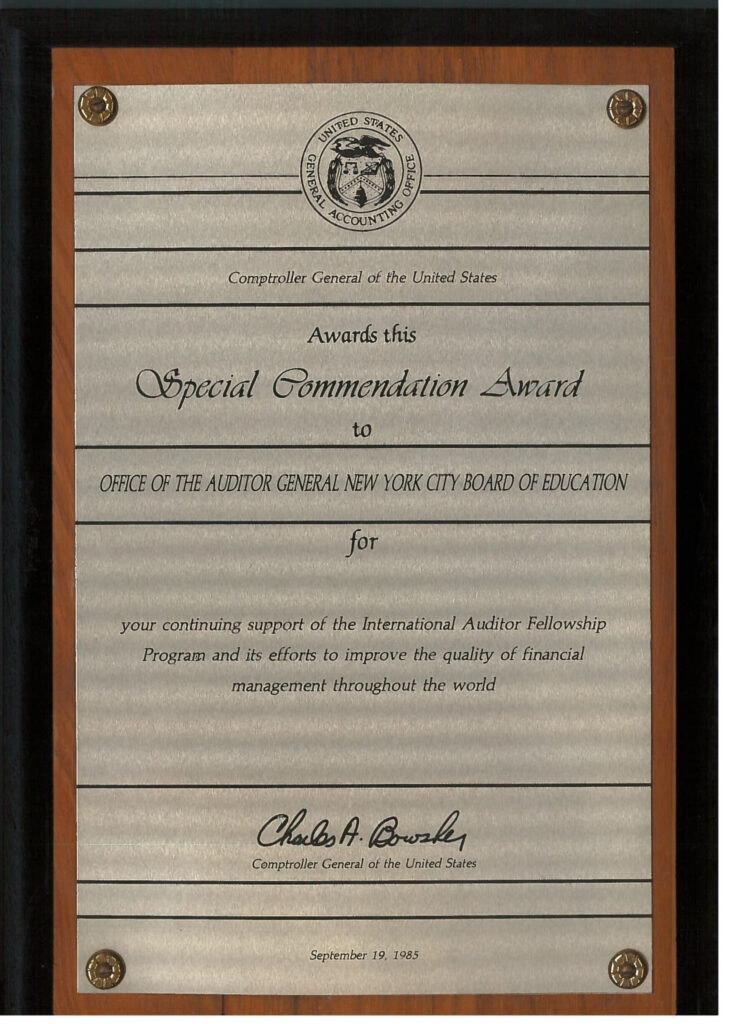 UNITED STATES
GENERAL ACCOUNTING OFFICE
Comptroller General of the United States
Awards this
Special Commendation Award
to
OFFICE OF THE AUDITOR GENERAL NEW YORK CITY BOARD OF EDUCATION
for
your continuing support of the International Auditor Fellowship
Program and its efforts to improve the quality of financial
management throughout the world
Charles A. Bowsher
Comptroller General of the United States
September 19, 1985